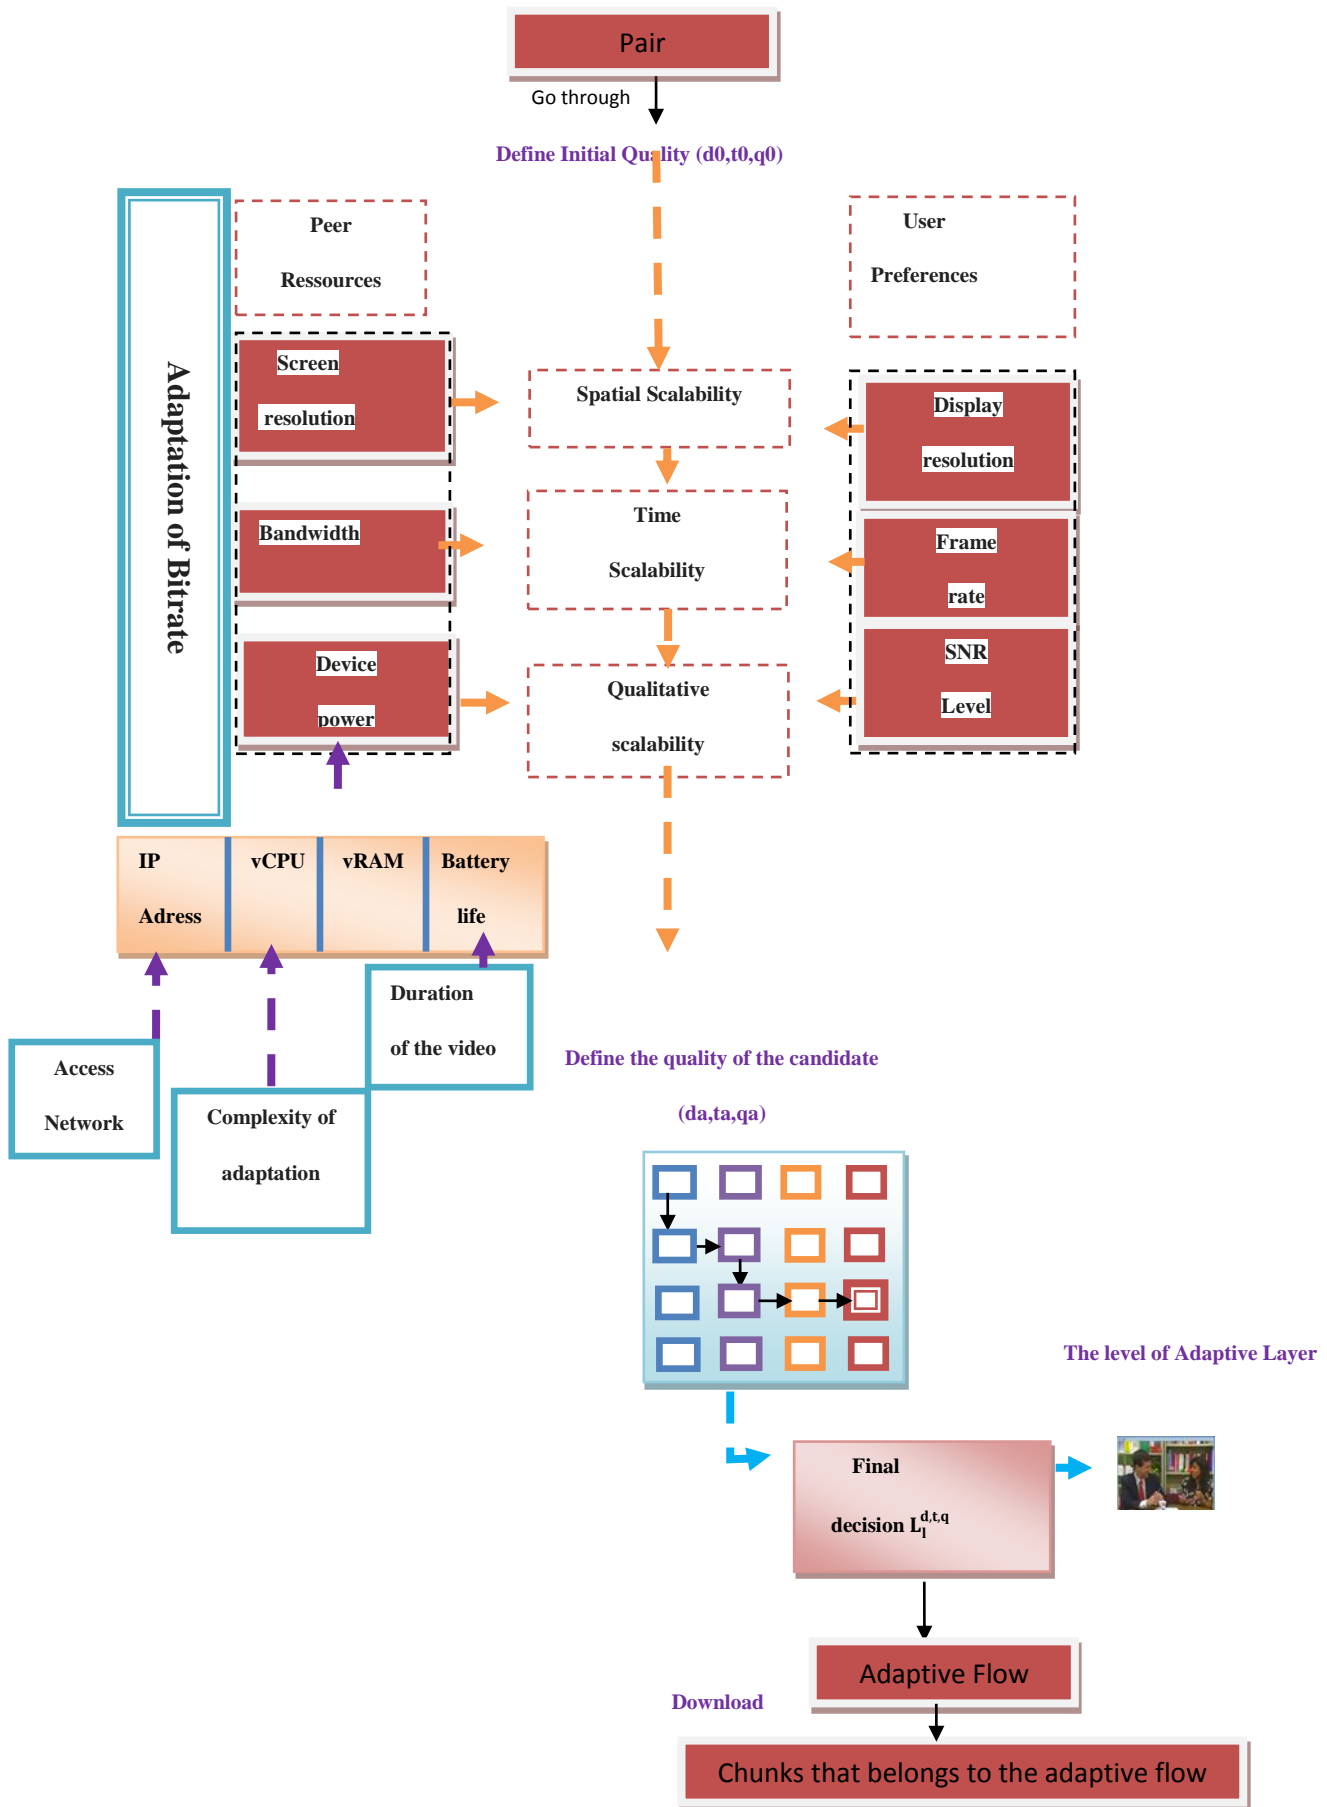 Pair
Go through
Define Initial Quality (d0,t0,q0)
Peer
Ressources
User
Preferences
Adaptation of Bitrate
Screen
resolution
Spatial Scalability
Display
resolution
Bandwidth
Time
Scalability
Frame
rate
Device
power
Qualitative
scalability
SNR
Level
IP
Adress
vCPU
vRAM
Battery
life
Duration
of the video
Access
Network
Complexity of
adaptation
Define the quality of the candidate
(da,ta,qa)
The level of Adaptive Layer
Final
decision L_l^{d,t,q}
Adaptive Flow
Download
Chunks that belongs to the adaptive flow